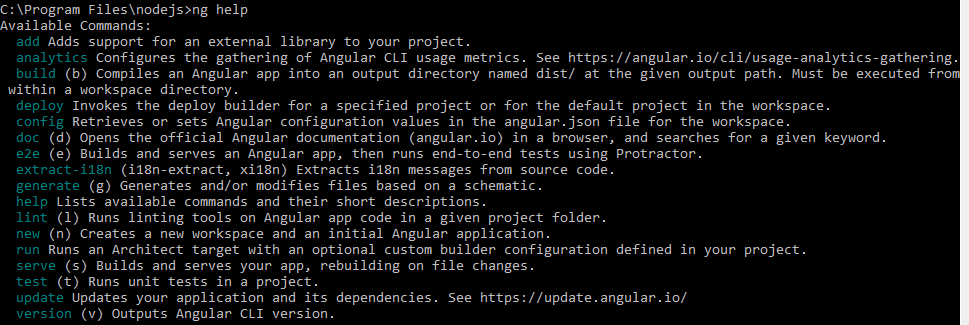 C:\Program Files\nodejs>ng help
Available Commands:
  add Adds support for an external library to your project.
  analytics Configures the gathering of Angular CLI usage metrics. See https://angular.io/cli/usage-analytics-gathering.
  build (b) Compiles an Angular app into an output directory named dist/ at the given output path. Must be executed from
 within a workspace directory.
  deploy Invokes the deploy builder for a specified project or for the default project in the workspace.
  config Retrieves or sets Angular configuration values in the angular.json file for the workspace.
  doc (d) Opens the official Angular documentation (angular.io) in a browser, and searches for a given keyword.
  e2e (e) Builds and serves an Angular app, then runs end-to-end tests using Protractor.
  extract-i18n (i18n-extract, xi18n) Extracts i18n messages from source code.
  generate (g) Generates and/or modifies files based on a schematic.
  help Lists available commands and their short descriptions.
  lint (l) Runs linting tools on Angular app code in a given project folder.
  new (n) Creates a new workspace and an initial Angular application.
  run Runs an Architect target with an optional custom builder configuration defined in your project.
  serve (s) Builds and serves your app, rebuilding on file changes.
  test (t) Runs unit tests in a project.
  update Updates your application and its dependencies. See https://update.angular.io/
  version (v) Outputs Angular CLI version.